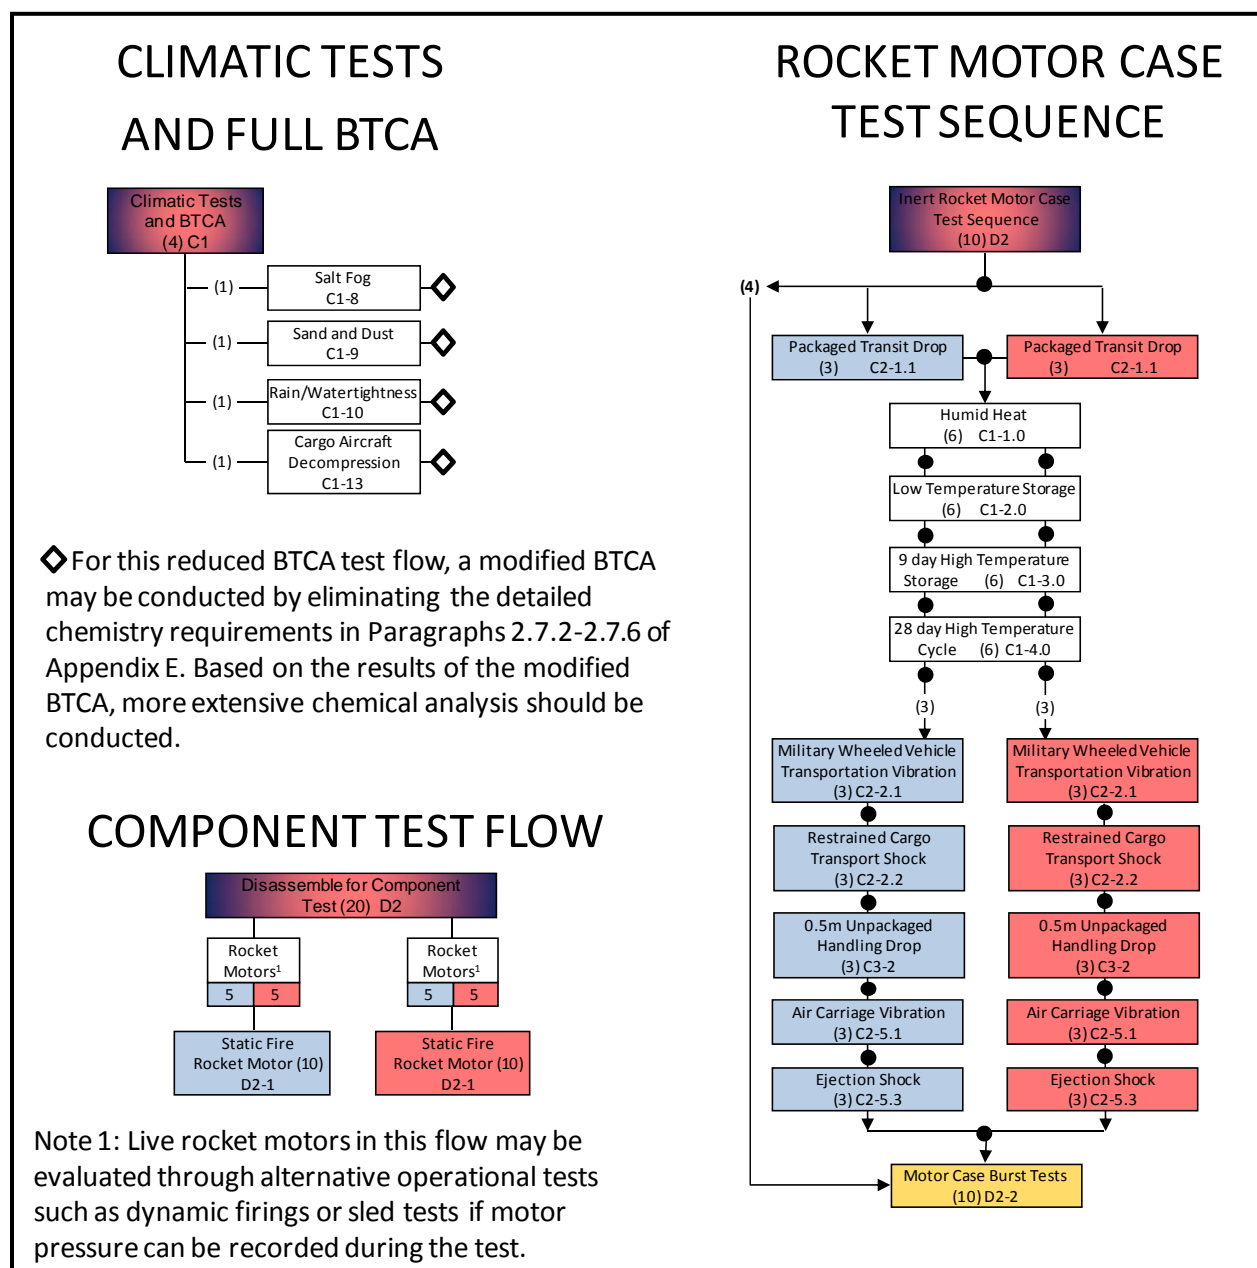 CLIMATIC TESTS
AND FULL BTCA
Climatic Tests
and BTCA
(4) C1
(1)
Salt Fog
C1-8
(1)
Sand and Dust
C1-9
(1)
Rain/Watertightness
C1-10
(1)
Cargo Aircraft
Decompression
C1-13
For this reduced BTCA test flow, a modified BTCA
may be conducted by eliminating the detailed
chemistry requirements in Paragraphs 2.7.2-2.7.6 of
Appendix E. Based on the results of the modified
BTCA, more extensive chemical analysis should be
conducted.
COMPONENT TEST FLOW
Disassemble for Component
Test (20) D2
Rocket
Motors¹
5 5
Rocket
Motors¹
5 5
Static Fire
Rocket Motor (10)
D2-1
Static Fire
Rocket Motor (10)
D2-1
Note 1: Live rocket motors in this flow may be
evaluated through alternative operational tests
such as dynamic firings or sled tests if motor
pressure can be recorded during the test.
ROCKET MOTOR CASE
TEST SEQUENCE
Inert Rocket Motor Case
Test Sequence
(10) D2
(4)
Packaged Transit Drop
(3) C2-1.1
Packaged Transit Drop
(3) C2-1.1
Humid Heat
(6) C1-1.0
Low Temperature Storage
(6) C1-2.0
9 day High Temperature
Storage (6) C1-3.0
28 day High Temperature
Cycle (6) C1-4.0
(3)
(3)
Military Wheeled Vehicle
Transportation Vibration
(3) C2-2.1
Military Wheeled Vehicle
Transportation Vibration
(3) C2-2.1
Restrained Cargo
Transport Shock
(3) C2-2.2
Restrained Cargo
Transport Shock
(3) C2-2.2
0.5m Unpackaged
Handling Drop
(3) C3-2
0.5m Unpackaged
Handling Drop
(3) C3-2
Air Carriage Vibration
(3) C2-5.1
Air Carriage Vibration
(3) C2-5.1
Ejection Shock
(3) C2-5.3
Ejection Shock
(3) C2-5.3
Motor Case Burst Tests
(10) D2-2